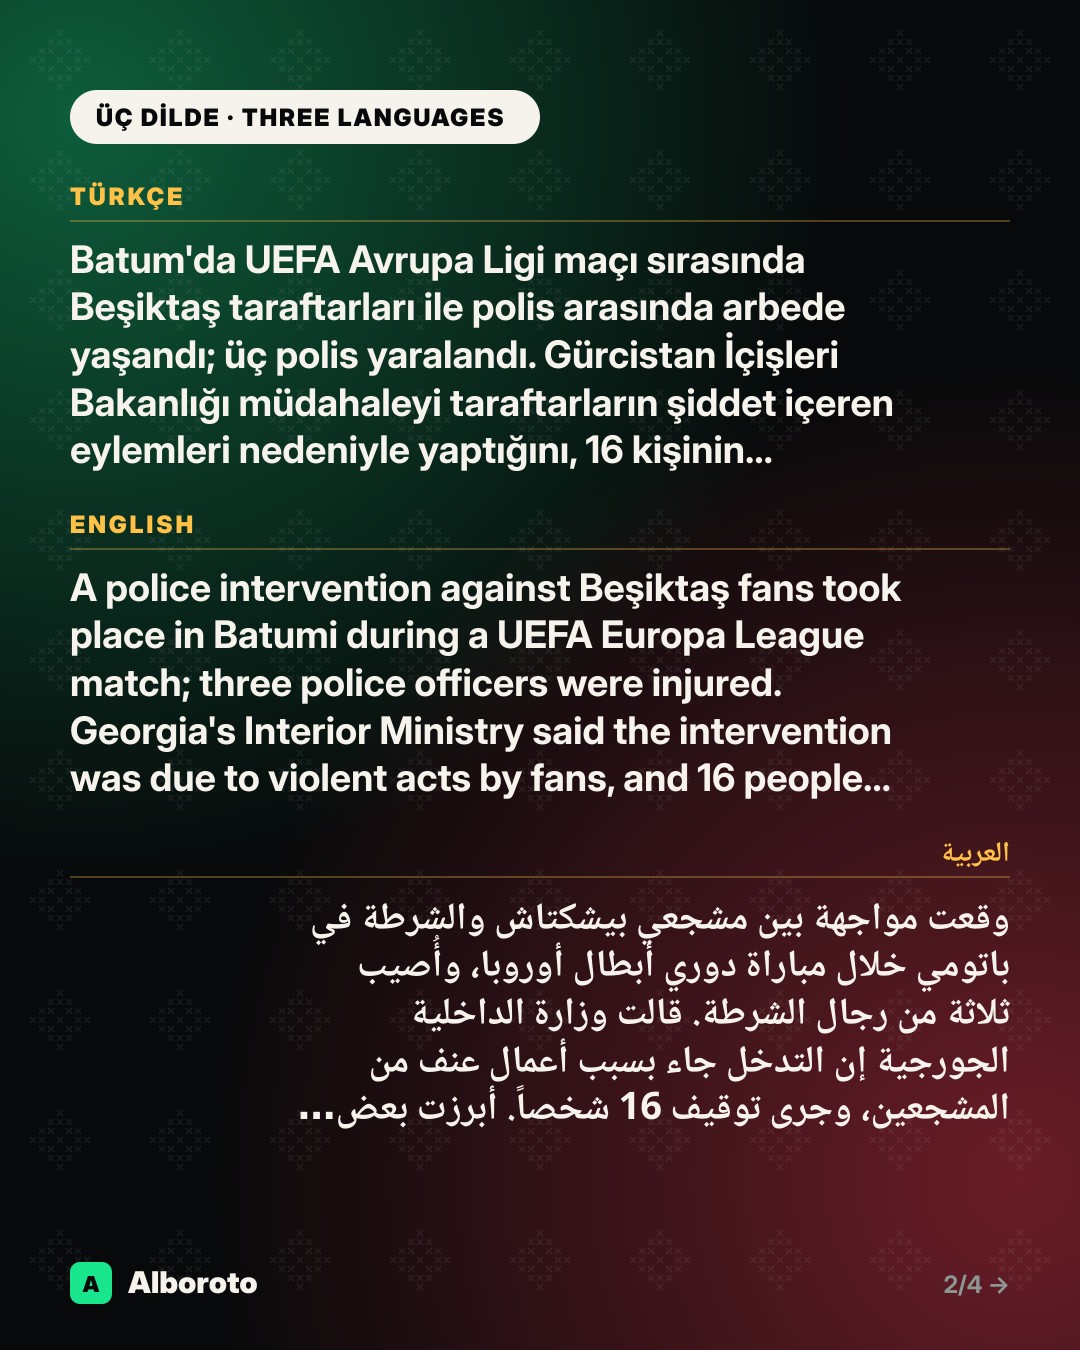 ÜÇ DİLDE · THREE LANGUAGES
TÜRKÇE
Batum'da UEFA Avrupa Ligi maçı sırasında
Beşiktaş taraftarları ile polis arasında arbede
yaşandı; üç polis yaralandı. Gürcistan İçişleri
Bakanlığı müdahaleyi taraftarların şiddet içeren
eylemleri nedeniyle yaptığını, 16 kişinin...
ENGLISH
A police intervention against Beşiktaş fans took
place in Batumi during a UEFA Europa League
match; three police officers were injured.
Georgia's Interior Ministry said the intervention
was due to violent acts by fans, and 16 people...
العربية
وقعت مواجهة بين مشجعي بيشكتاش والشرطة في
باتومي خلال مباراة دوري أبطال أوروبا، وأُصيب
ثلاثة من رجال الشرطة. قالت وزارة الداخلية
الجورجية إن التدخل جاء بسبب أعمال عنف من
المشجعين، وجرى توقيف 16 شخصاً. أبرزت بعض...
A Alboroto
2/4 →